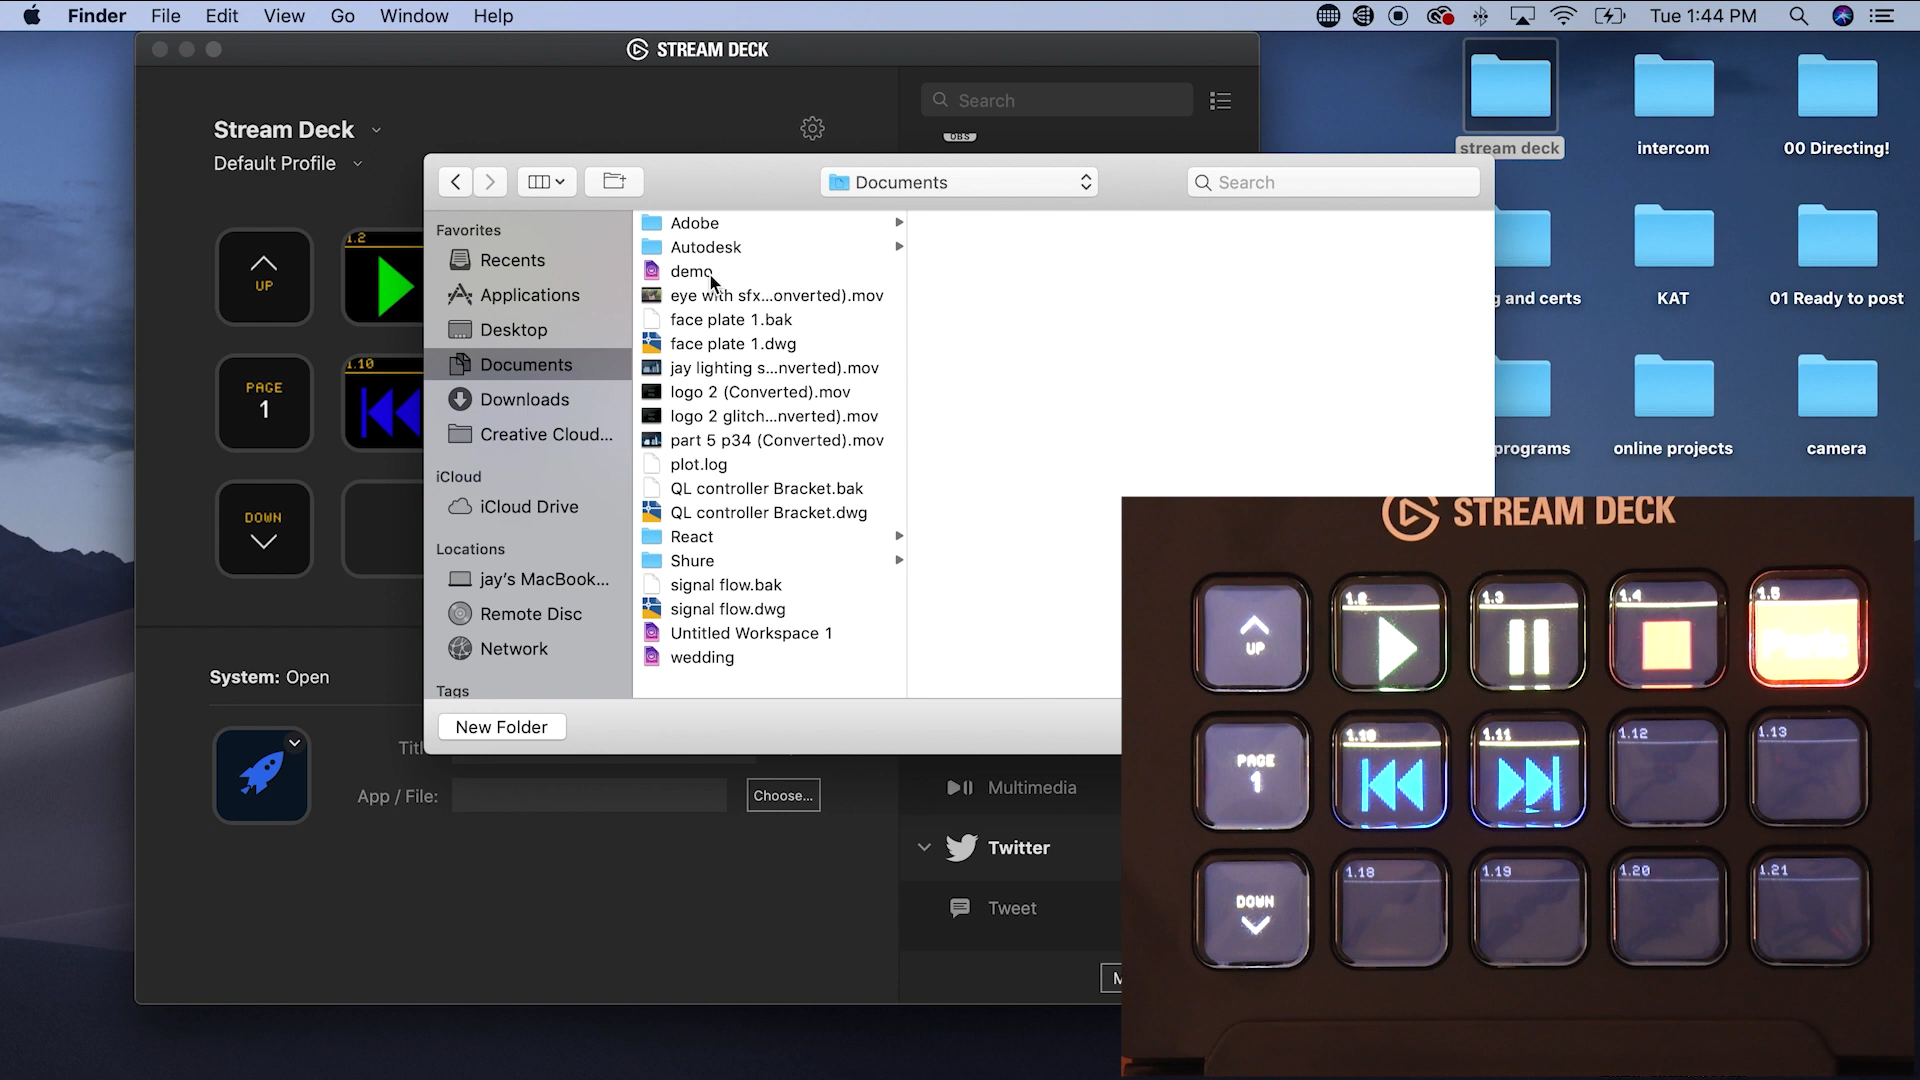 Finder File Edit View Go Window Help
Tue 1:44 PM
STREAM DECK
Stream Deck
Default Profile
Search
OBS
UP
1.2
PAGE
1
1.10
DOWN
Documents
Search
Favorites
Recents
Applications
Desktop
Documents
Downloads
Creative Cloud...
iCloud
iCloud Drive
Locations
jay's MacBook...
Remote Disc
Network
Tags
Adobe
Autodesk
demo
eye with sfx...onverted).mov
face plate 1.bak
face plate 1.dwg
jay lighting s...nverted).mov
logo 2 (Converted).mov
logo 2 glitch...nverted).mov
part 5 p34 (Converted).mov
plot.log
QL controller Bracket.bak
QL controller Bracket.dwg
React
Shure
signal flow.bak
signal flow.dwg
Untitled Workspace 1
wedding
New Folder
System: Open
Titl
App / File:
Choose...
Multimedia
Twitter
Tweet
M
stream deck
intercom
00 Directing!
g and certs
KAT
01 Ready to post
programs
online projects
camera
STREAM DECK
UP
1.2
1.3
1.4
1.5
PAGE
1
1.10
1.11
1.12
1.13
DOWN
1.18
1.19
1.20
1.21